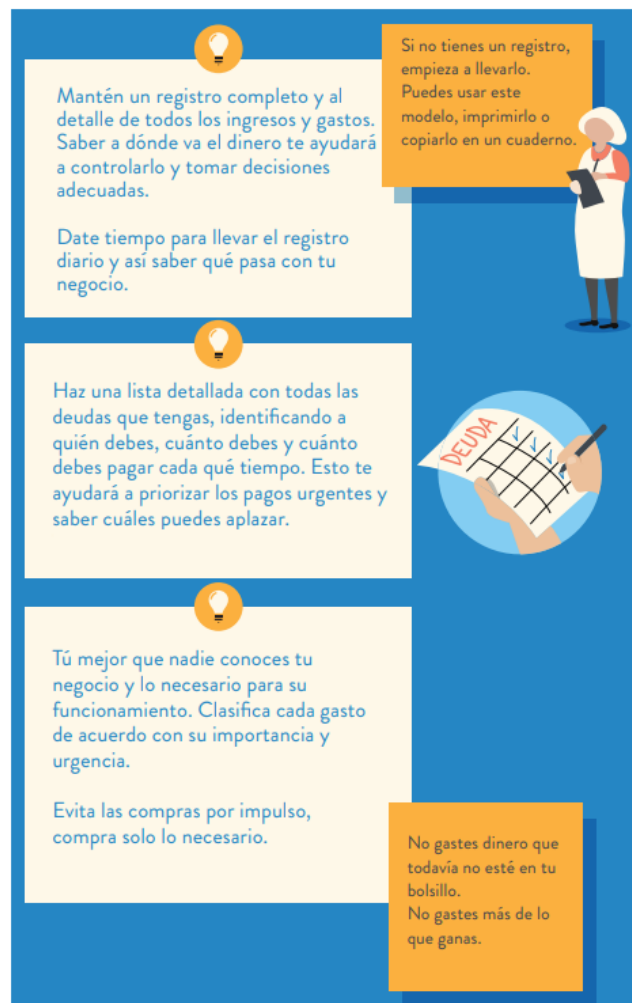 Mantén un registro completo y al
detalle de todos los ingresos y gastos.
Saber a dónde va el dinero te ayudará
a controlarlo y tomar decisiones
adecuadas.
Date tiempo para llevar el registro
diario y así saber qué pasa con tu
negocio.
Si no tienes un registro,
empieza a llevarlo.
Puedes usar este
modelo, imprimirlo o
copiarlo en un cuaderno.
Haz una lista detallada con todas las
deudas que tengas, identificando a
quién debes, cuánto debes y cuánto
debes pagar cada qué tiempo. Esto te
ayudará a priorizar los pagos urgentes y
saber cuáles puedes aplazar.
DEUDA
Tú mejor que nadie conoces tu
negocio y lo necesario para su
funcionamiento. Clasifica cada gasto
de acuerdo con su importancia y
urgencia.
Evita las compras por impulso,
compra solo lo necesario.
No gastes dinero que
todavía no esté en tu
bolsillo.
No gastes más de lo
que ganas.